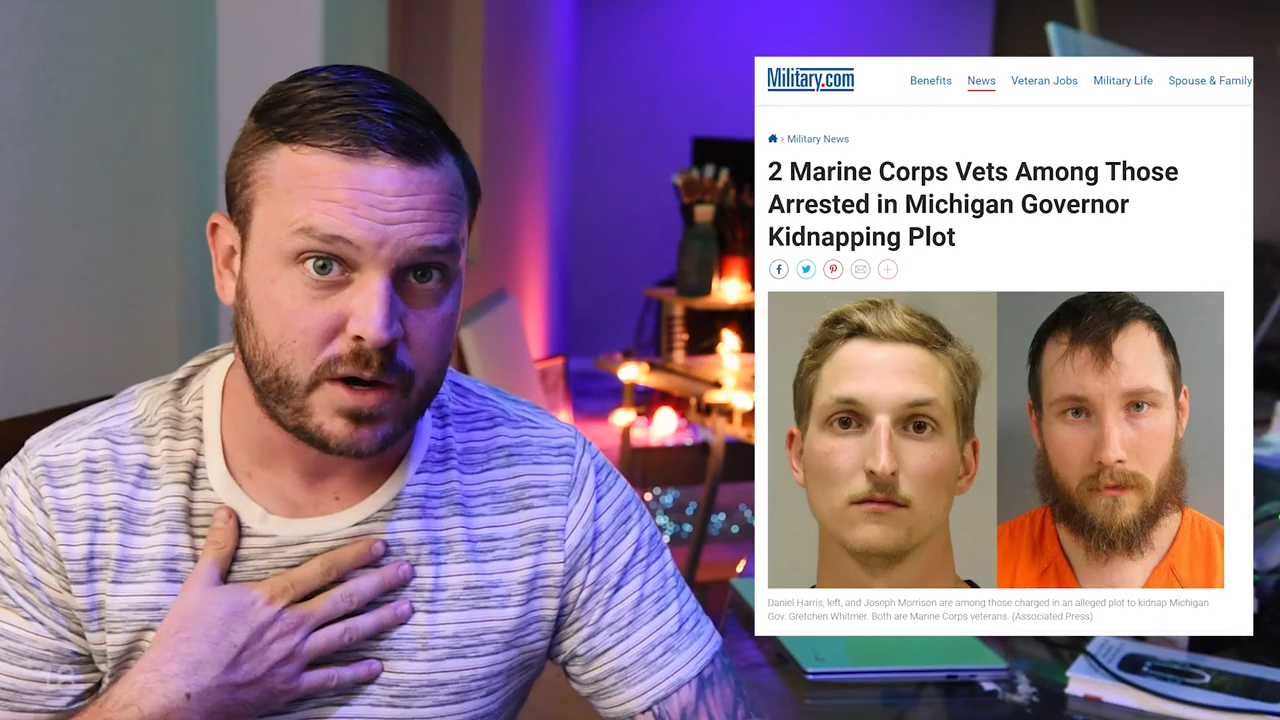 Military.com
Benefits News Veteran Jobs Military Life Spouse & Family
Military News
2 Marine Corps Vets Among Those
Arrested in Michigan Governor
Kidnapping Plot
Daniel Harris, left, and Joseph Morrison are among those charged in an alleged plot to kidnap Michigan
Gov. Gretchen Whitmer. Both are Marine Corps veterans. (Associated Press)